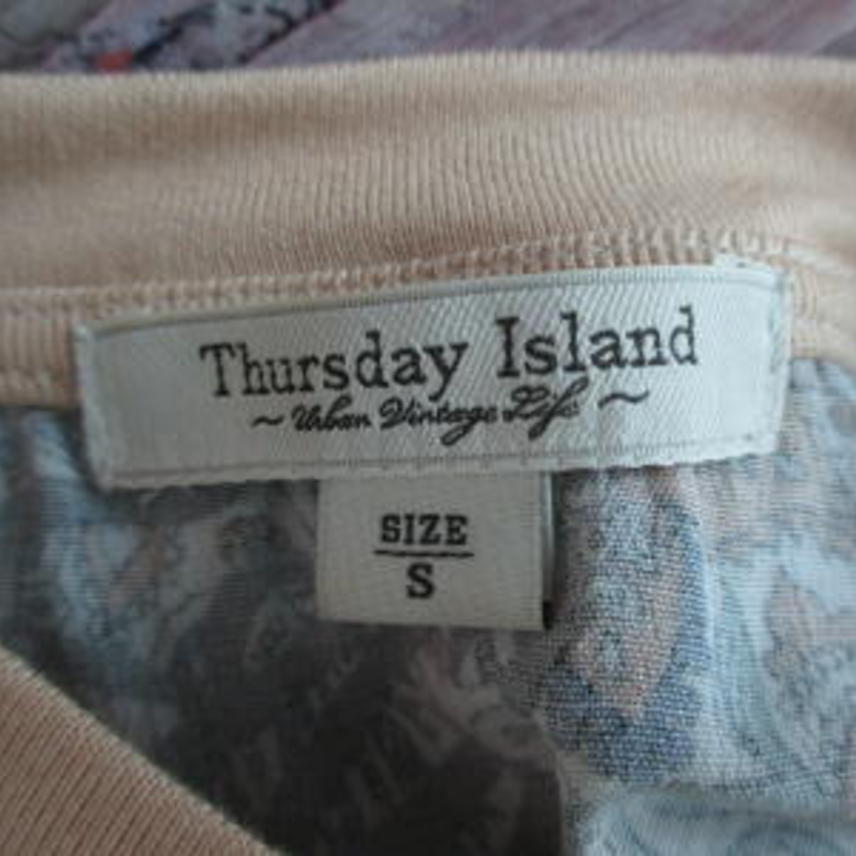 Thursday Island
~ Urban Vintage Life ~
SIZE
S